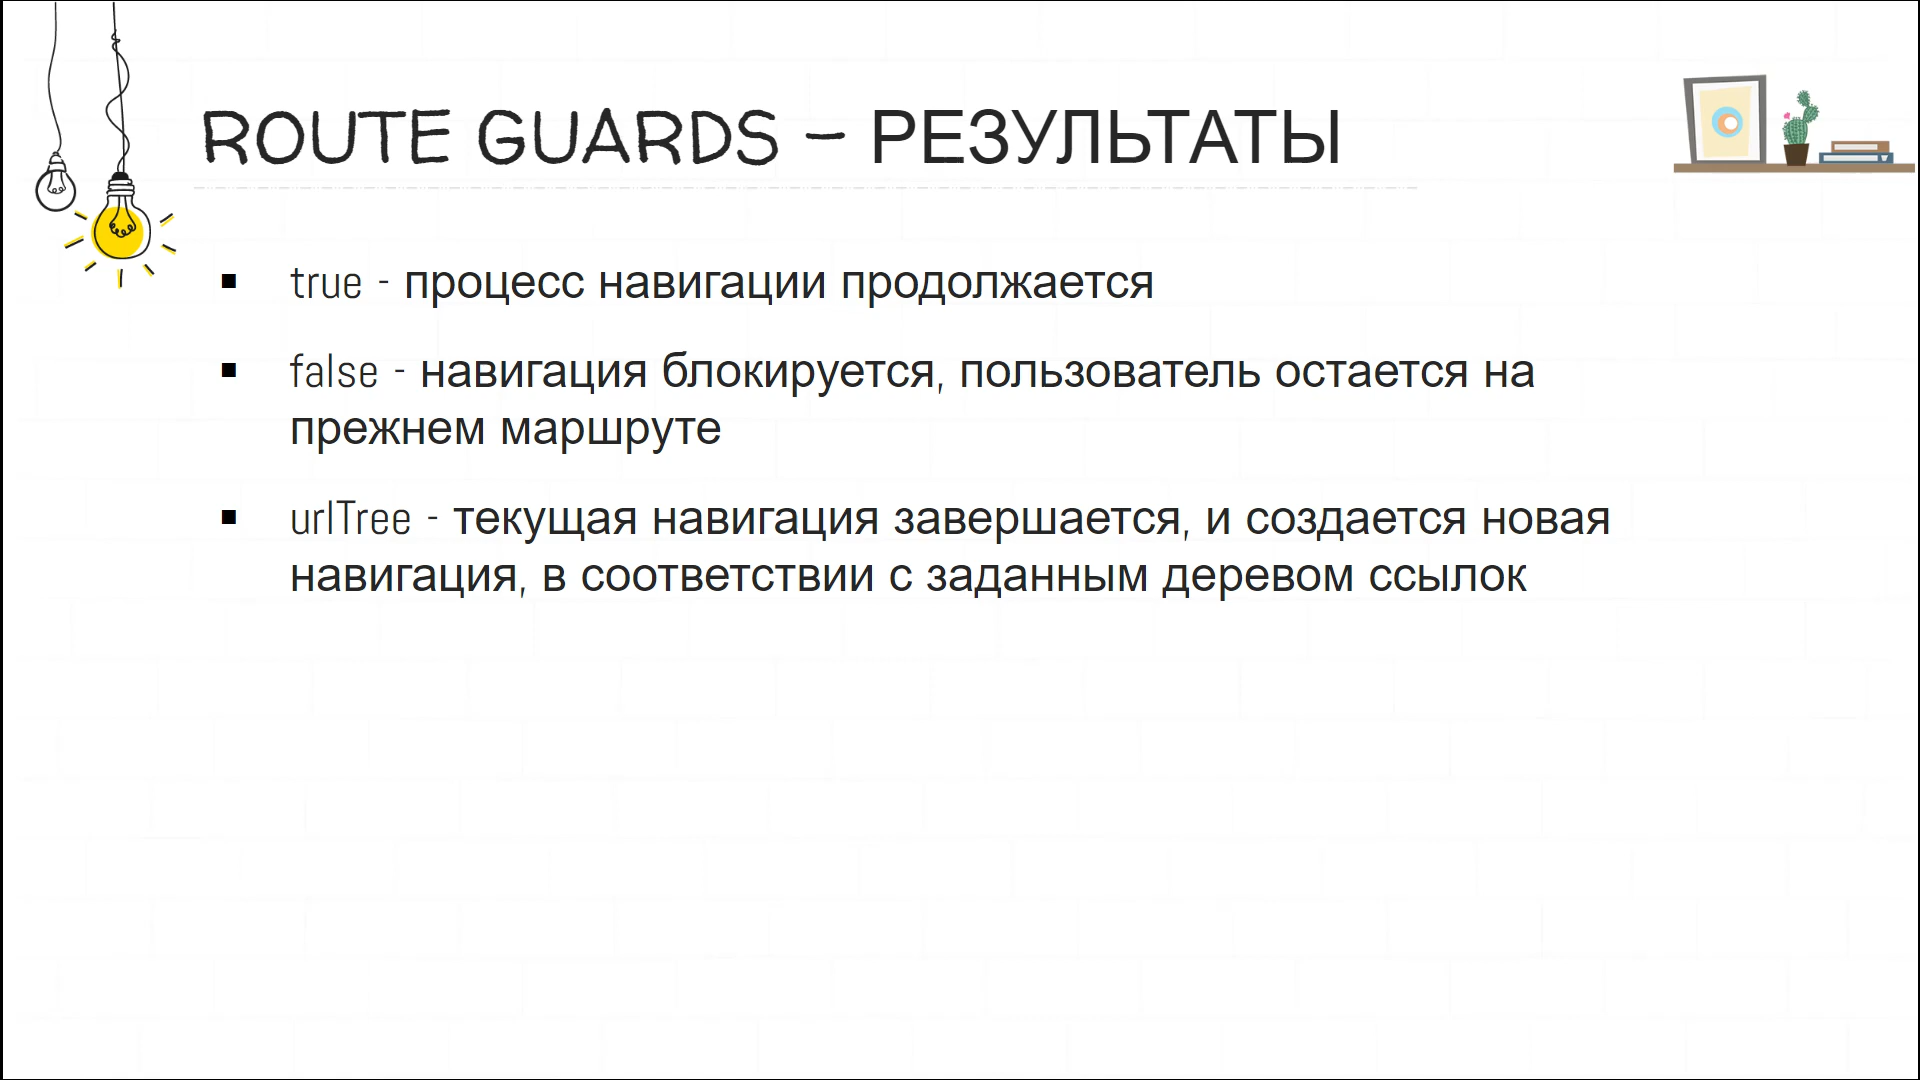 ROUTE GUARDS – РЕЗУЛЬТАТЫ
▪ true - процесс навигации продолжается
▪ false - навигация блокируется, пользователь остается на
прежнем маршруте
▪ urlTree - текущая навигация завершается, и создается новая
навигация, в соответствии с заданным деревом ссылок